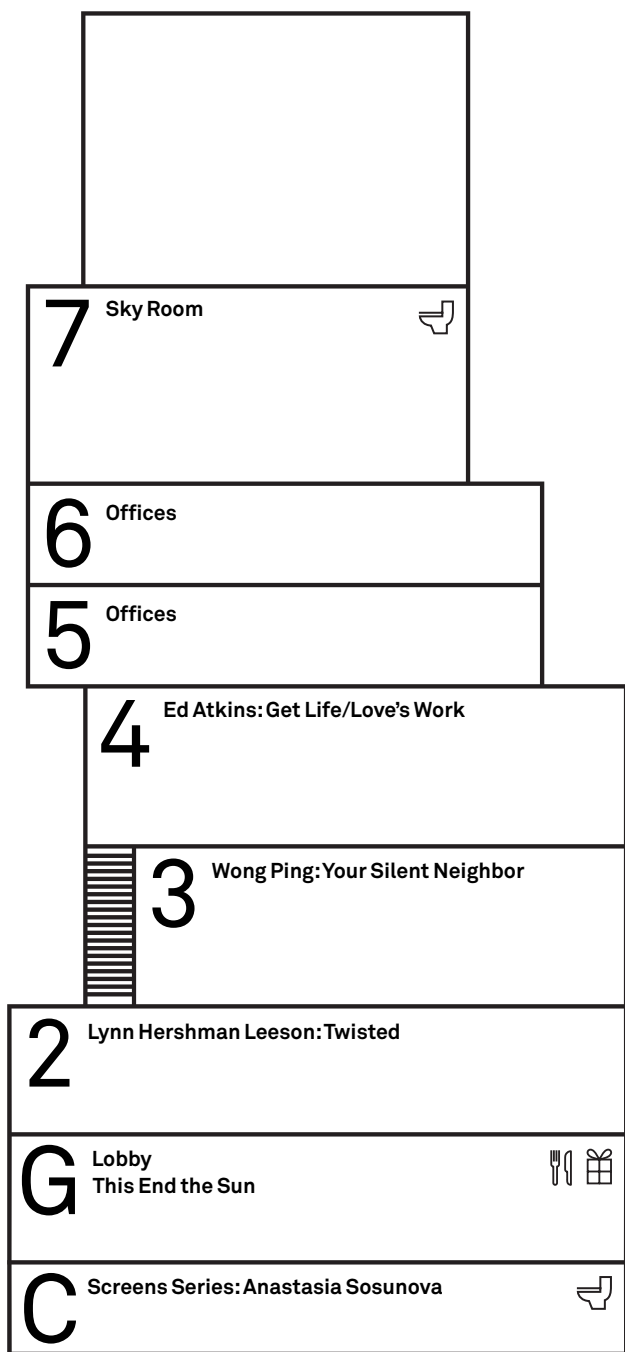 7 Sky Room
6 Offices
5 Offices
4 Ed Atkins: Get Life/Love’s Work
3 Wong Ping: Your Silent Neighbor
2 Lynn Hershman Leeson: Twisted
G Lobby
This End the Sun
C Screens Series: Anastasia Sosunova